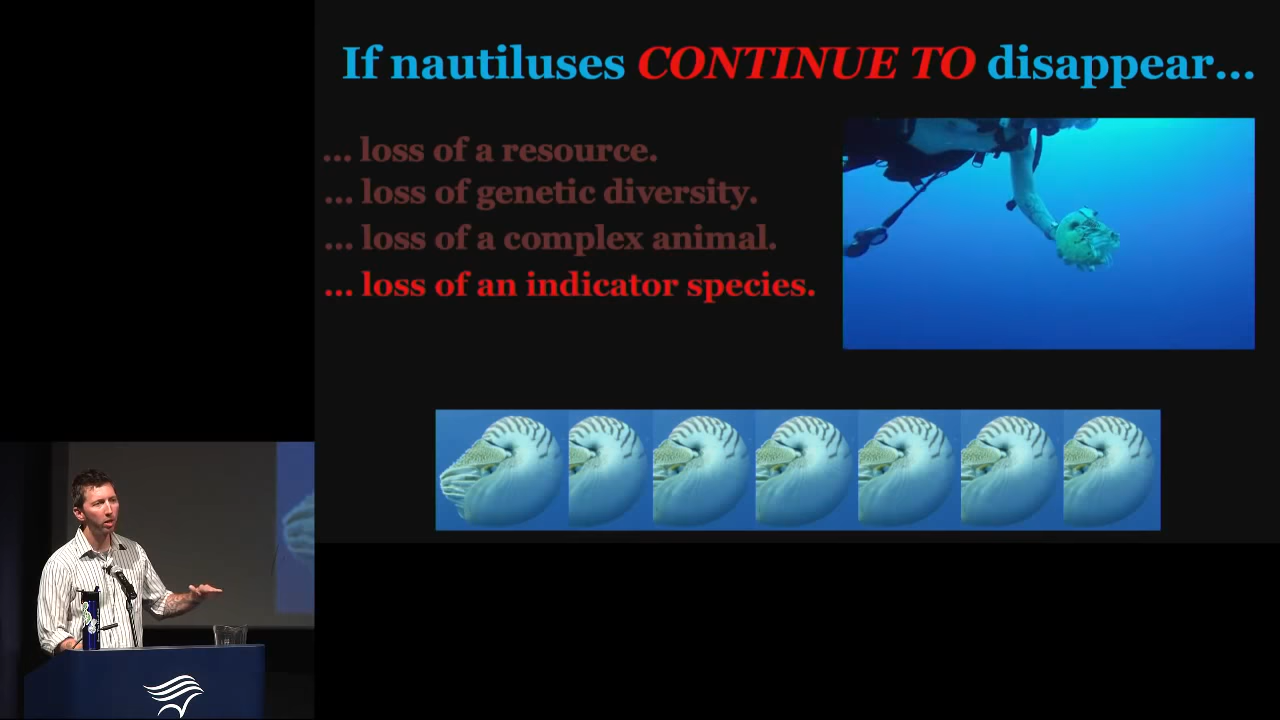 If nautiluses CONTINUE TO disappear...
... loss of a resource.
... loss of genetic diversity.
... loss of a complex animal.
... loss of an indicator species.